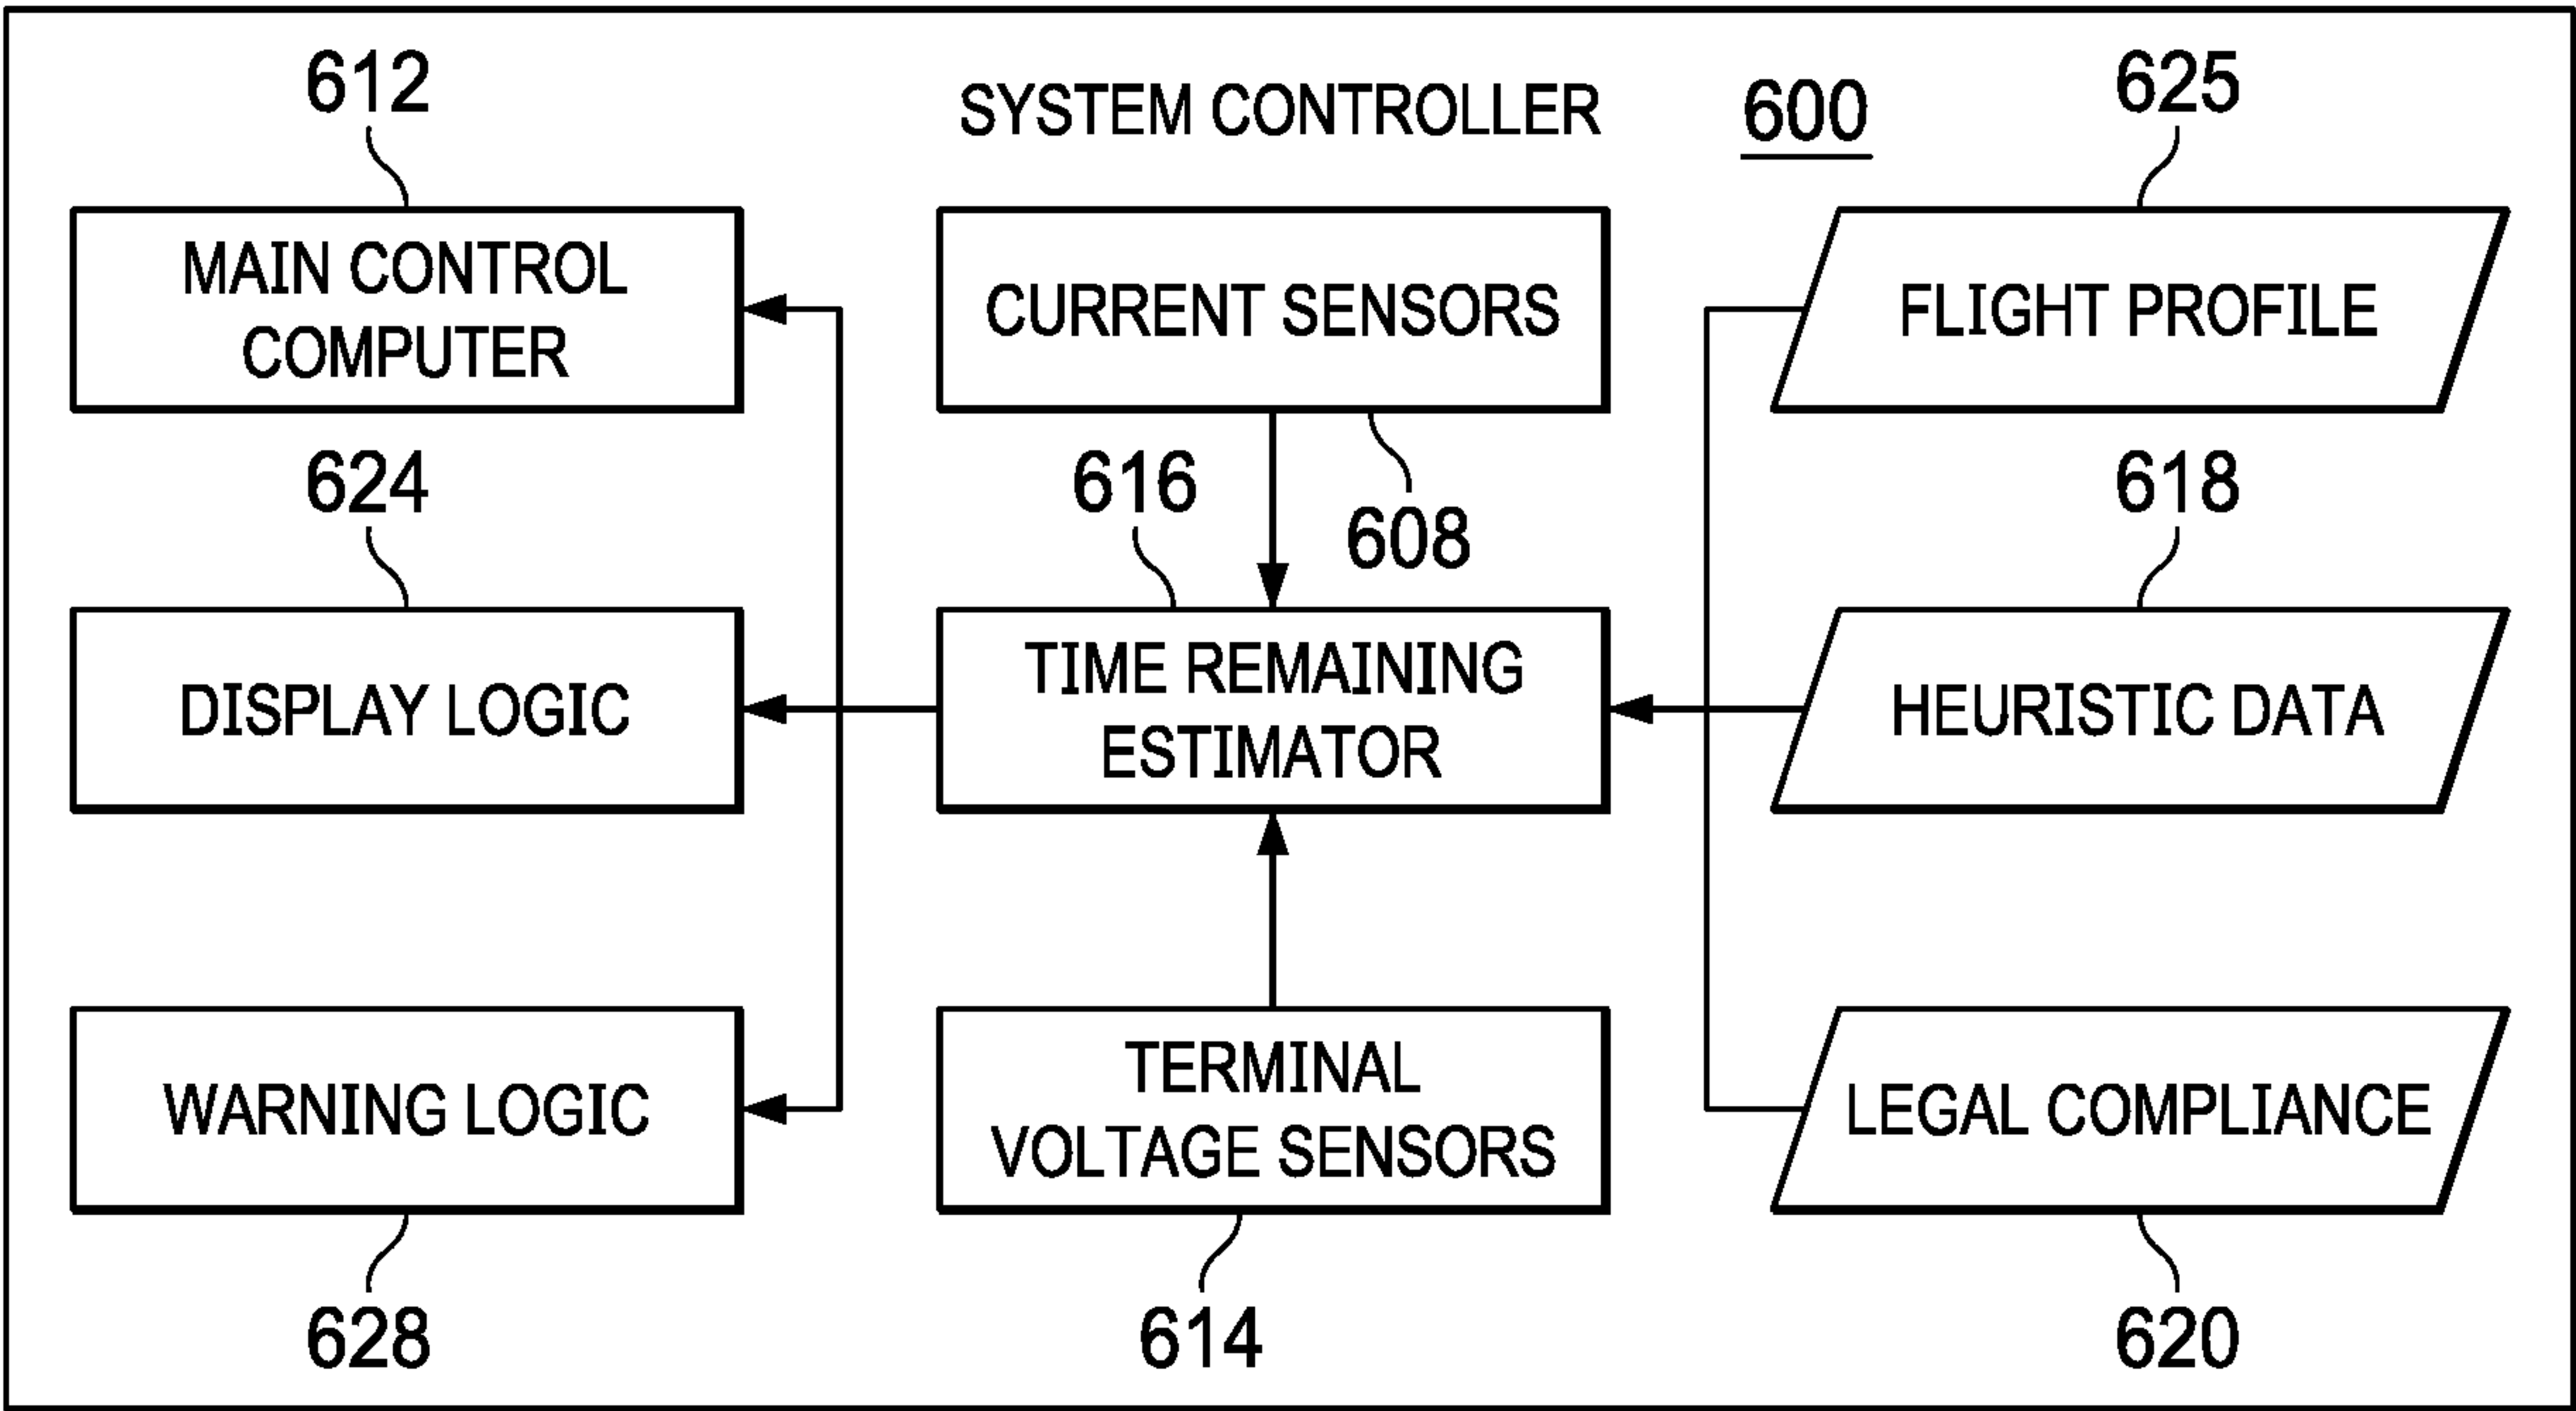 612
SYSTEM CONTROLLER
600
625
MAIN CONTROL
COMPUTER
CURRENT SENSORS
FLIGHT PROFILE
624
616
608
618
DISPLAY LOGIC
TIME REMAINING
ESTIMATOR
HEURISTIC DATA
WARNING LOGIC
TERMINAL
VOLTAGE SENSORS
LEGAL COMPLIANCE
628
614
620